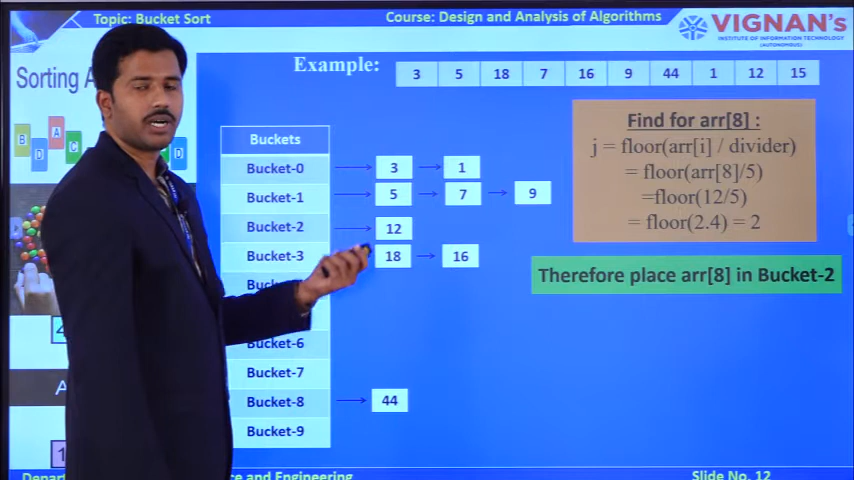 Topic: Bucket Sort
Course: Design and Analysis of Algorithms
VIGNAN's
INSTITUTE OF INFORMATION TECHNOLOGY
(AUTONOMOUS)
Sorting A
Example:
3 5 18 7 16 9 44 1 12 15
B D A C D
Buckets
Bucket-0 3 1
Bucket-1 5 7 9
Bucket-2 12
Bucket-3 18 16
Bucket-6
Bucket-7
Bucket-8 44
Bucket-9
Find for arr[8] :
j = floor(arr[i] / divider)
= floor(arr[8]/5)
=floor(12/5)
= floor(2.4) = 2
Therefore place arr[8] in Bucket-2
A
1
Depar
ce and Engineering
Slide No. 12